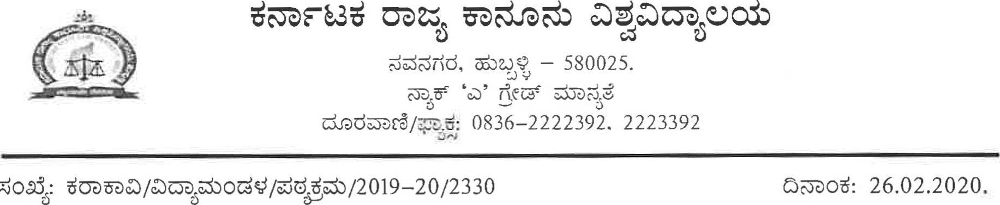 ಕರ್ನಾಟಕ ರಾಜ್ಯ ಕಾನೂನು ವಿಶ್ವವಿದ್ಯಾಲಯ
ನವನಗರ, ಹುಬ್ಬಳ್ಳಿ – 580025.
ನ್ಯಾಕ್ ‘ಎ’ ಗ್ರೇಡ್ ಮಾನ್ಯತೆ
ದೂರವಾಣಿ/ಫ್ಯಾಕ್ಸ: 0836–2222392, 2223392
ಸಂಖ್ಯೆ: ಕರಾಕಾವಿ/ವಿದ್ಯಾಮಂಡಳ/ಪಠ್ಯಕ್ರಮ/2019–20/2330 ದಿನಾಂಕ: 26.02.2020.